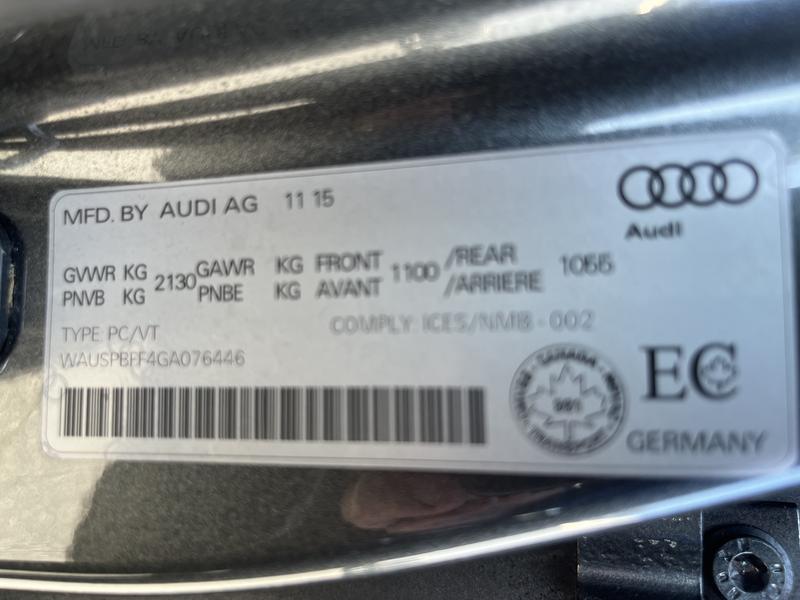 MFD. BY AUDI AG 11 15
Audi
GVWR KG 2130 GAWR KG FRONT 1100 /REAR 1055
PNVB KG PNBE KG AVANT /ARRIERE
TYPE: PC/VT COMPLY: ICES/NMB - 002
WAUSPBFF4GA076446
EC
CANADA
GERMANY